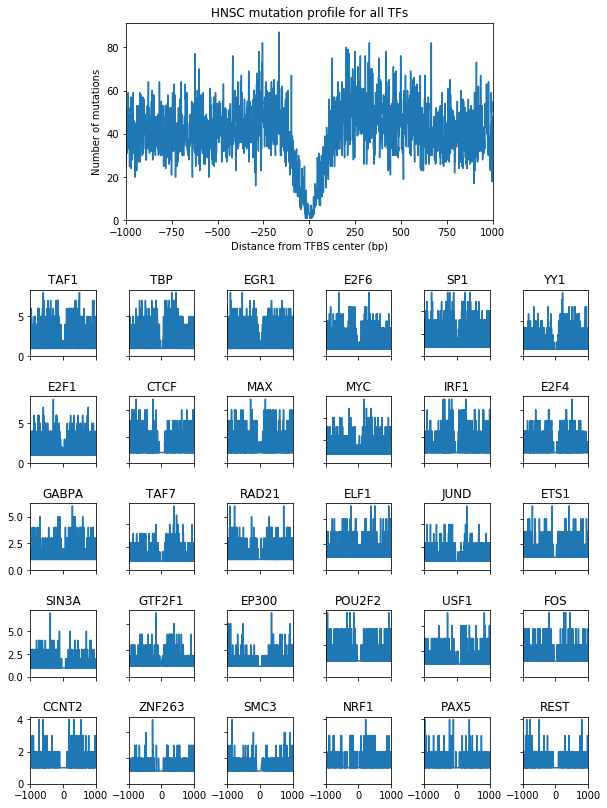 HNSC mutation profile for all TFs
80
60
40
20
0
Number of mutations
−1000 −750 −500 −250 0 250 500 750 1000
Distance from TFBS center (bp)
TAF1 TBP EGR1 E2F6 SP1 YY1
5
0
E2F1 CTCF MAX MYC IRF1 E2F4
5
0
GABPA TAF7 RAD21 ELF1 JUND ETS1
5.0
2.5
0.0
SIN3A GTF2F1 EP300 POU2F2 USF1 FOS
5.0
2.5
0.0
CCNT2 ZNF263 SMC3 NRF1 PAX5 REST
4
2
0
−1000 0 1000 −1000 0 1000 −1000 0 1000 −1000 0 1000 −1000 0 1000 −1000 0 1000